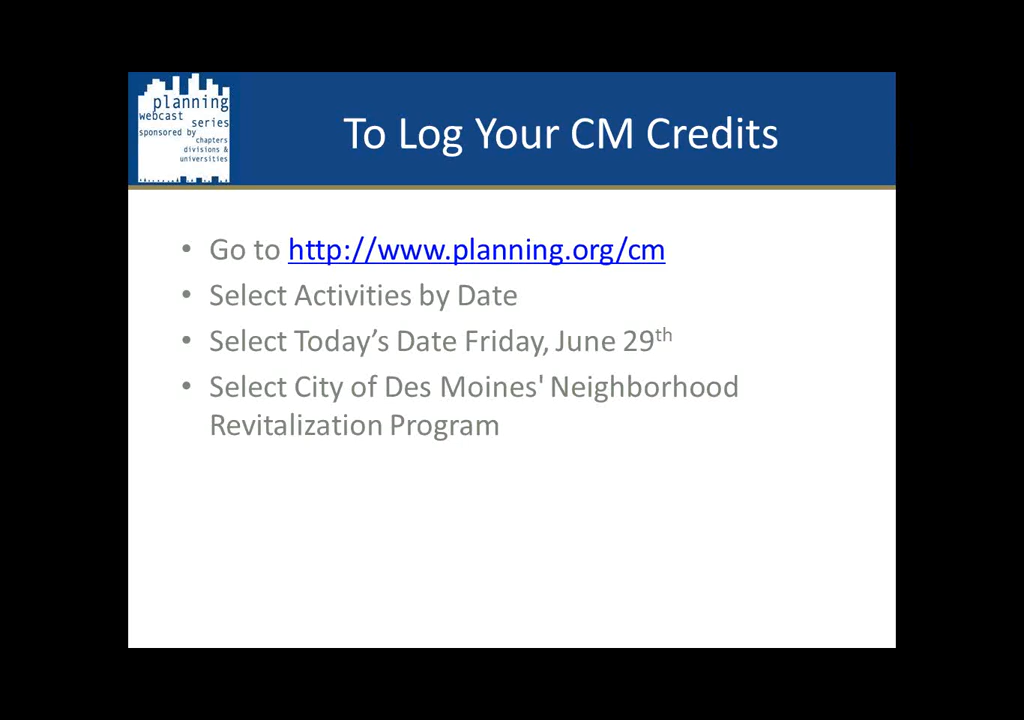 planning
webcast series
sponsored by
chapters
divisions &
universities
To Log Your CM Credits
• Go to http://www.planning.org/cm
• Select Activities by Date
• Select Today’s Date Friday, June 29th
• Select City of Des Moines' Neighborhood
Revitalization Program